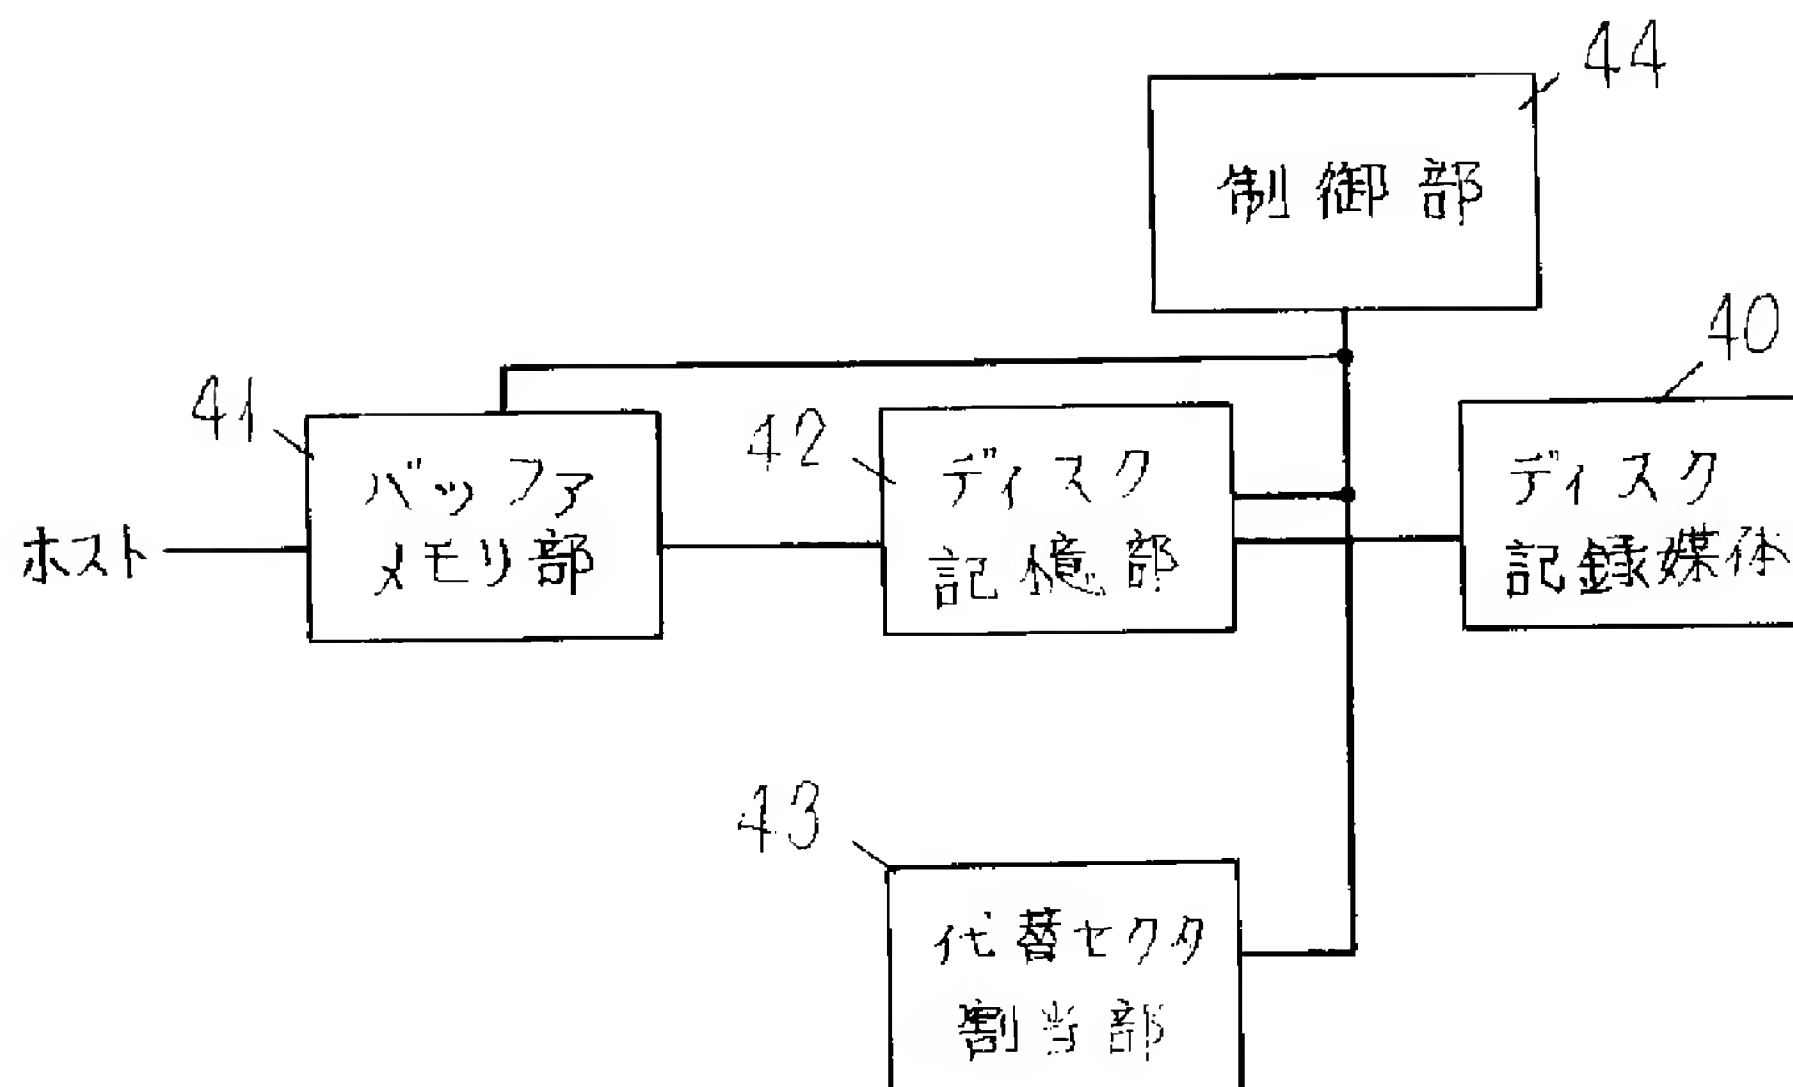 44
制御部
40
41
バッファ
メモリ部
42
ディスク
記憶部
ディスク
記録媒体
ホスト
43
代替セクタ
割当部